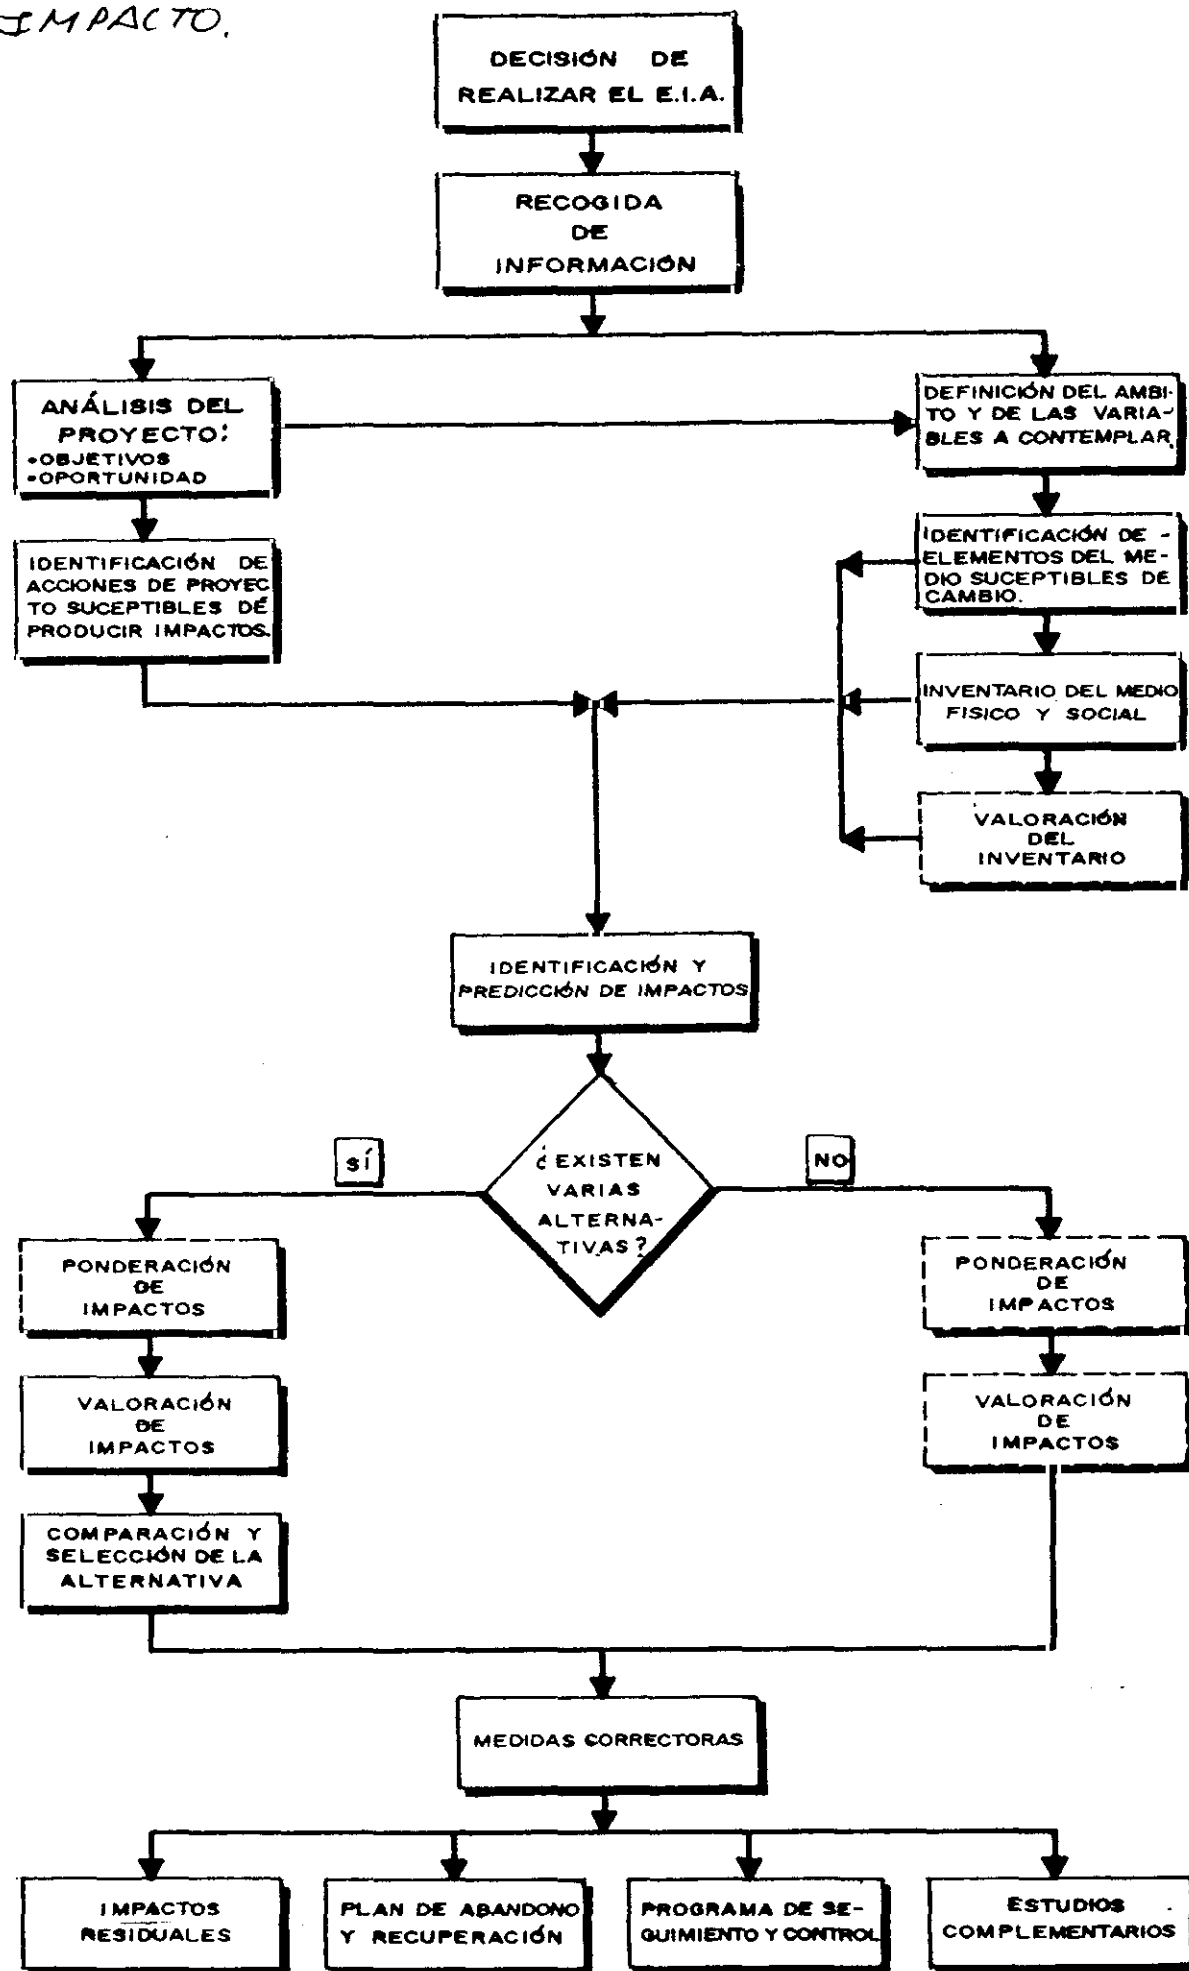 IMPACTO.
DECISIÓN DE
REALIZAR EL E.I.A.
RECOGIDA
DE
INFORMACIÓN
ANÁLISIS DEL
PROYECTO:
•OBJETIVOS
•OPORTUNIDAD
DEFINICIÓN DEL AMBI-
TO Y DE LAS VARIA-
BLES A CONTEMPLAR.
IDENTIFICACIÓN DE
ACCIONES DE PROYEC
TO SUCEPTIBLES DE
PRODUCIR IMPACTOS.
IDENTIFICACIÓN DE -
ELEMENTOS DEL ME-
DIO SUCEPTIBLES DE
CAMBIO.
INVENTARIO DEL MEDIO
FISICO Y SOCIAL
VALORACIÓN
DEL
INVENTARIO
IDENTIFICACIÓN Y
PREDICCIÓN DE IMPACTOS
¿EXISTEN
VARIAS
ALTERNA-
TIVAS?
SÍ
NO
PONDERACIÓN
DE
IMPACTOS
VALORACIÓN
DE
IMPACTOS
COMPARACIÓN Y
SELECCIÓN DE LA
ALTERNATIVA
PONDERACIÓN
DE
IMPACTOS
VALORACIÓN
DE
IMPACTOS
MEDIDAS CORRECTORAS
IMPACTOS
RESIDUALES
PLAN DE ABANDONO
Y RECUPERACIÓN
PROGRAMA DE SE-
GUIMIENTO Y CONTROL
ESTUDIOS
COMPLEMENTARIOS